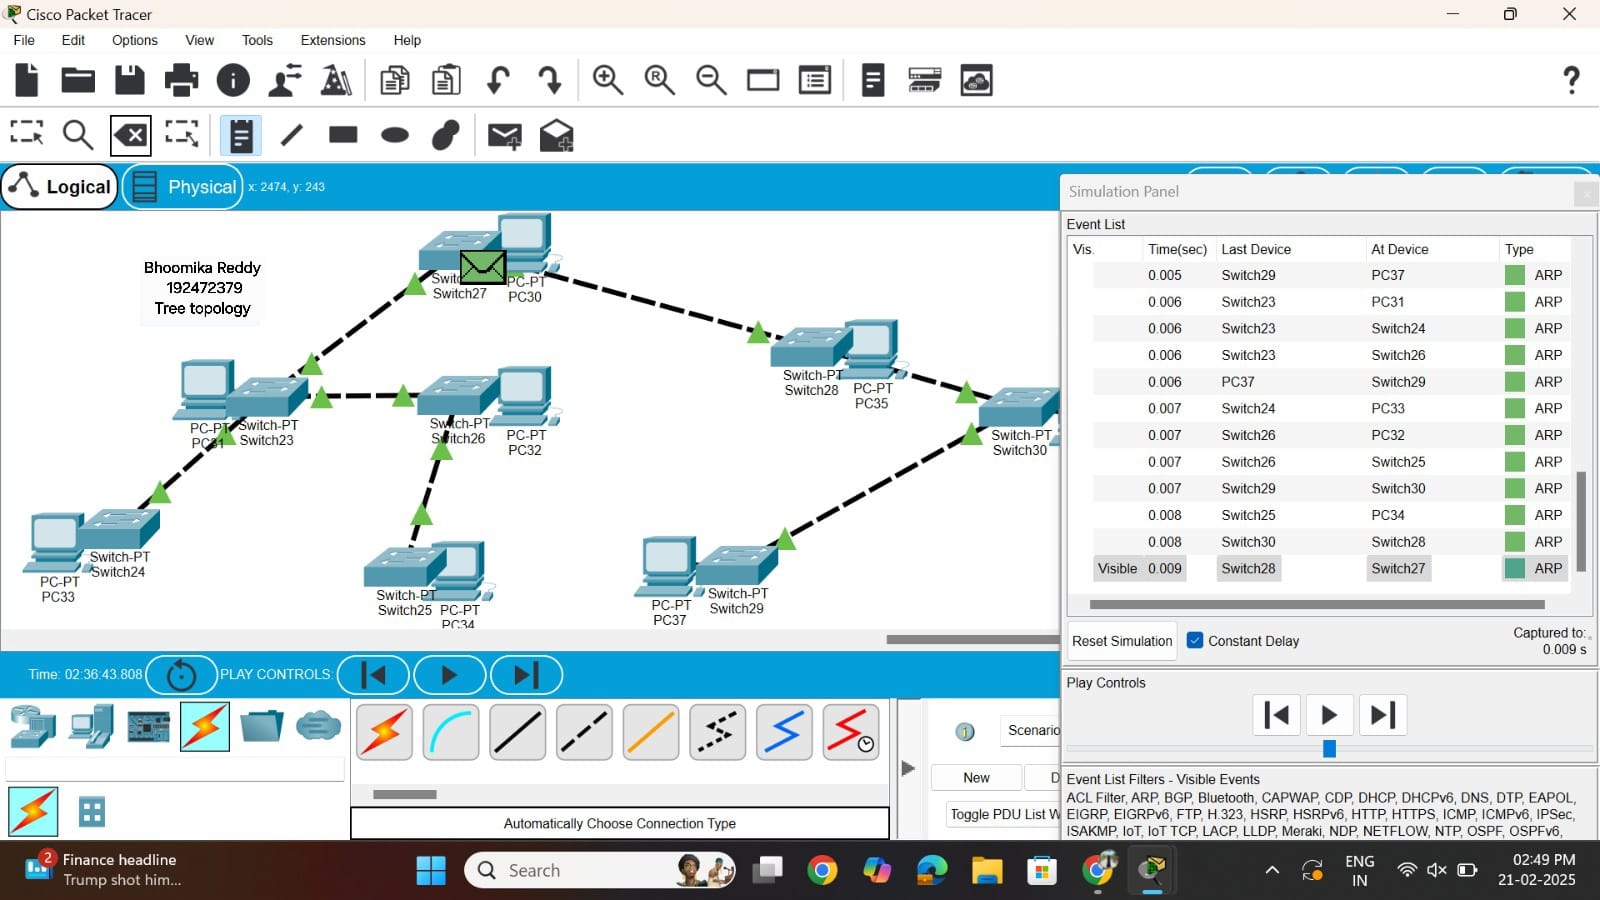 Cisco Packet Tracer
File Edit Options View Tools Extensions Help
Logical
Physical
x: 2474, y: 243
Bhoomika Reddy
192472379
Tree topology
Switch27
PC-PT
PC30
Switch-PT
Switch28
PC-PT
PC35
PC-PT
PC31
Switch-PT
Switch23
Switch-PT
Switch26
PC-PT
PC32
Switch-PT
Switch30
Switch-PT
Switch24
PC-PT
PC33
Switch-PT
Switch25
PC-PT
PC34
PC-PT
PC37
Switch-PT
Switch29
Simulation Panel
Event List
Vis. Time(sec) Last Device At Device Type
0.005 Switch29 PC37 ARP
0.006 Switch23 PC31 ARP
0.006 Switch23 Switch24 ARP
0.006 Switch23 Switch26 ARP
0.006 PC37 Switch29 ARP
0.007 Switch24 PC33 ARP
0.007 Switch26 PC32 ARP
0.007 Switch26 Switch25 ARP
0.007 Switch29 Switch30 ARP
0.008 Switch25 PC34 ARP
0.008 Switch30 Switch28 ARP
Visible 0.009 Switch28 Switch27 ARP
Reset Simulation
Constant Delay
Captured to:
0.009 s
Play Controls
Event List Filters - Visible Events
ACL Filter, ARP, BGP, Bluetooth, CAPWAP, CDP, DHCP, DHCPv6, DNS, DTP, EAPOL,
EIGRP, EIGRPv6, FTP, H.323, HSRP, HSRPv6, HTTP, HTTPS, ICMP, ICMPv6, IPSec,
ISAKMP, IoT, IoT TCP, LACP, LLDP, Meraki, NDP, NETFLOW, NTP, OSPF, OSPFv6,
Time: 02:36:43.808
PLAY CONTROLS:
Scenario
New
D
Toggle PDU List W
Automatically Choose Connection Type
2
Finance headline
Trump shot him...
Search
ENG
IN
02:49 PM
21-02-2025